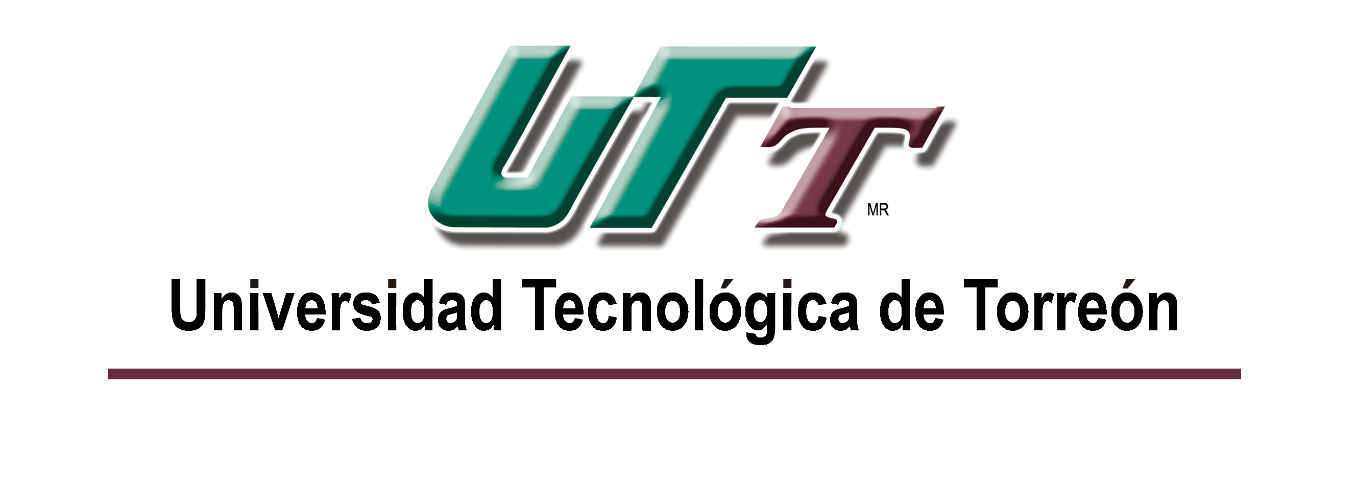 UTT
MR
Universidad Tecnológica de Torreón